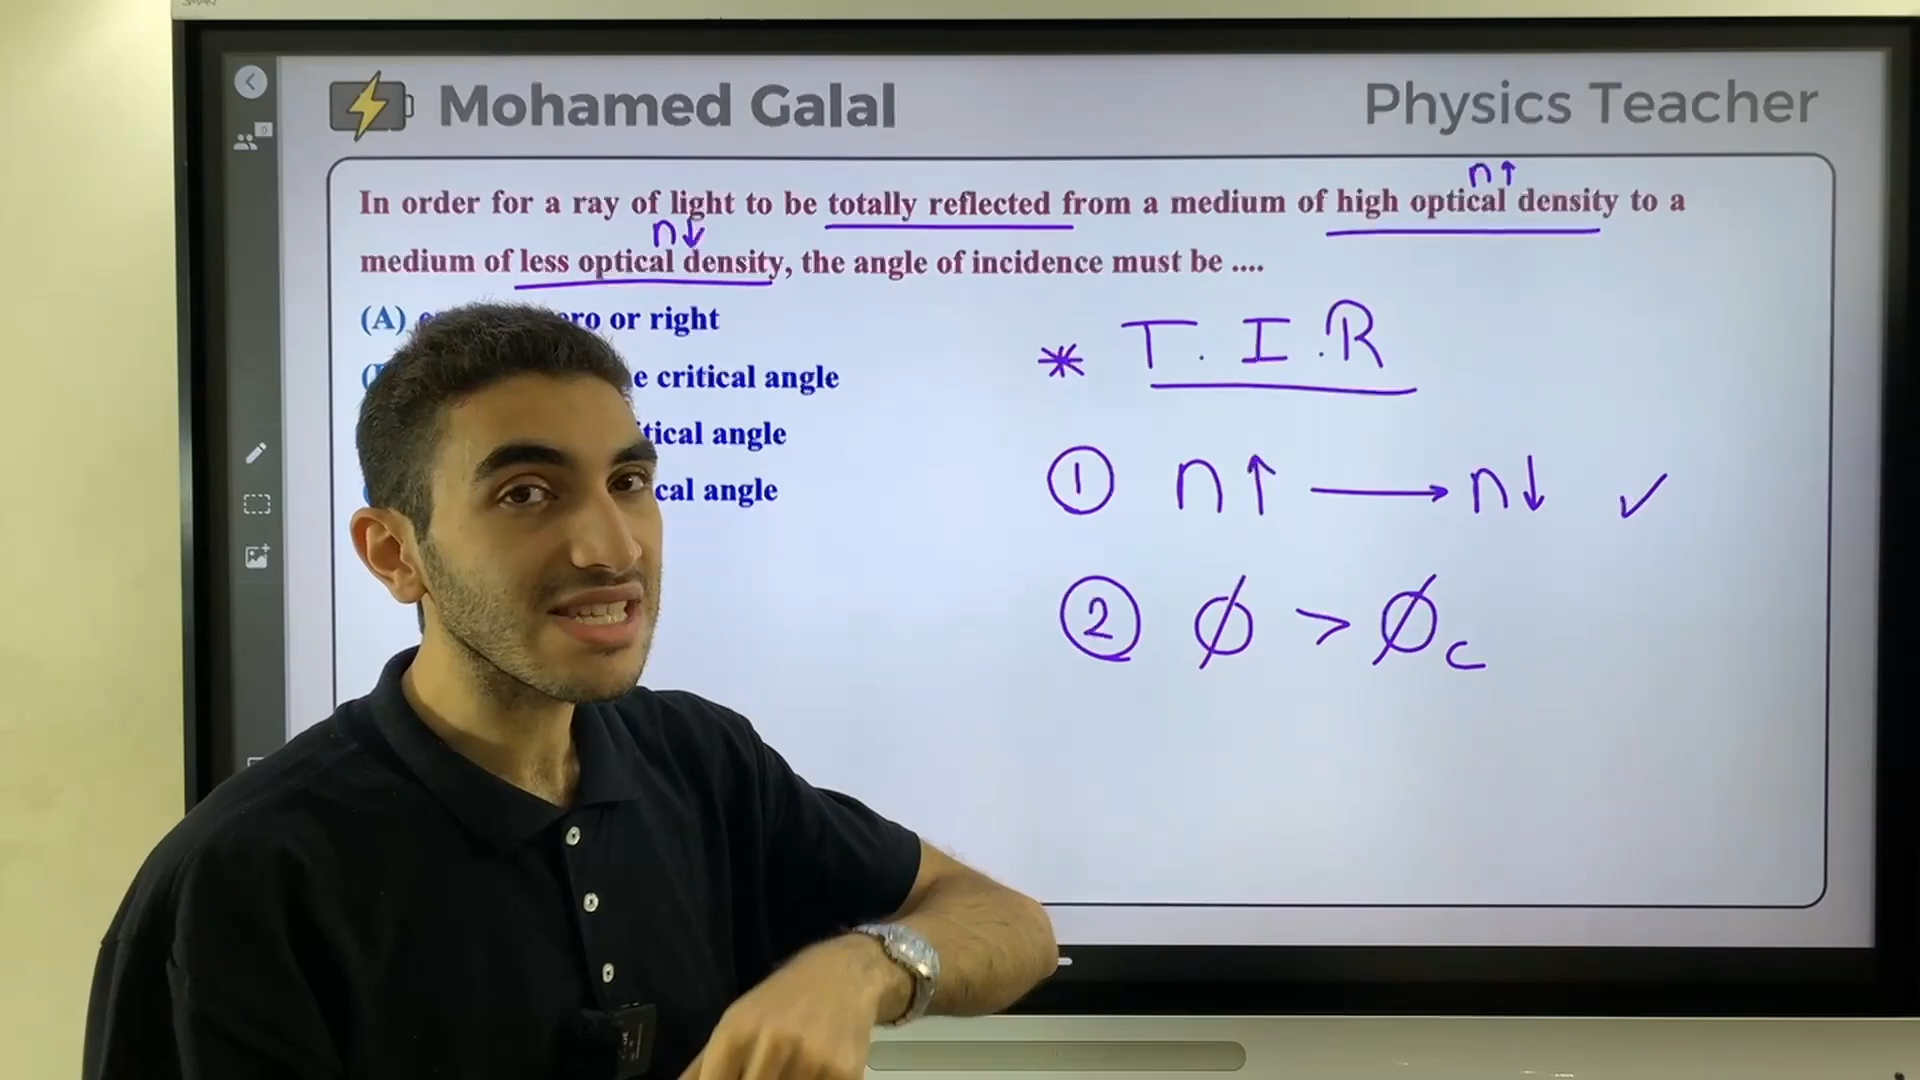 Mohamed Galal
Physics Teacher
n↑
In order for a ray of light to be totally reflected from a medium of high optical density to a
n↓
medium of less optical density, the angle of incidence must be ....
(A) ro or right
e critical angle
tical angle
cal angle
* T.I.R
① n↑ → n↓ ✓
② ∅ > ∅c